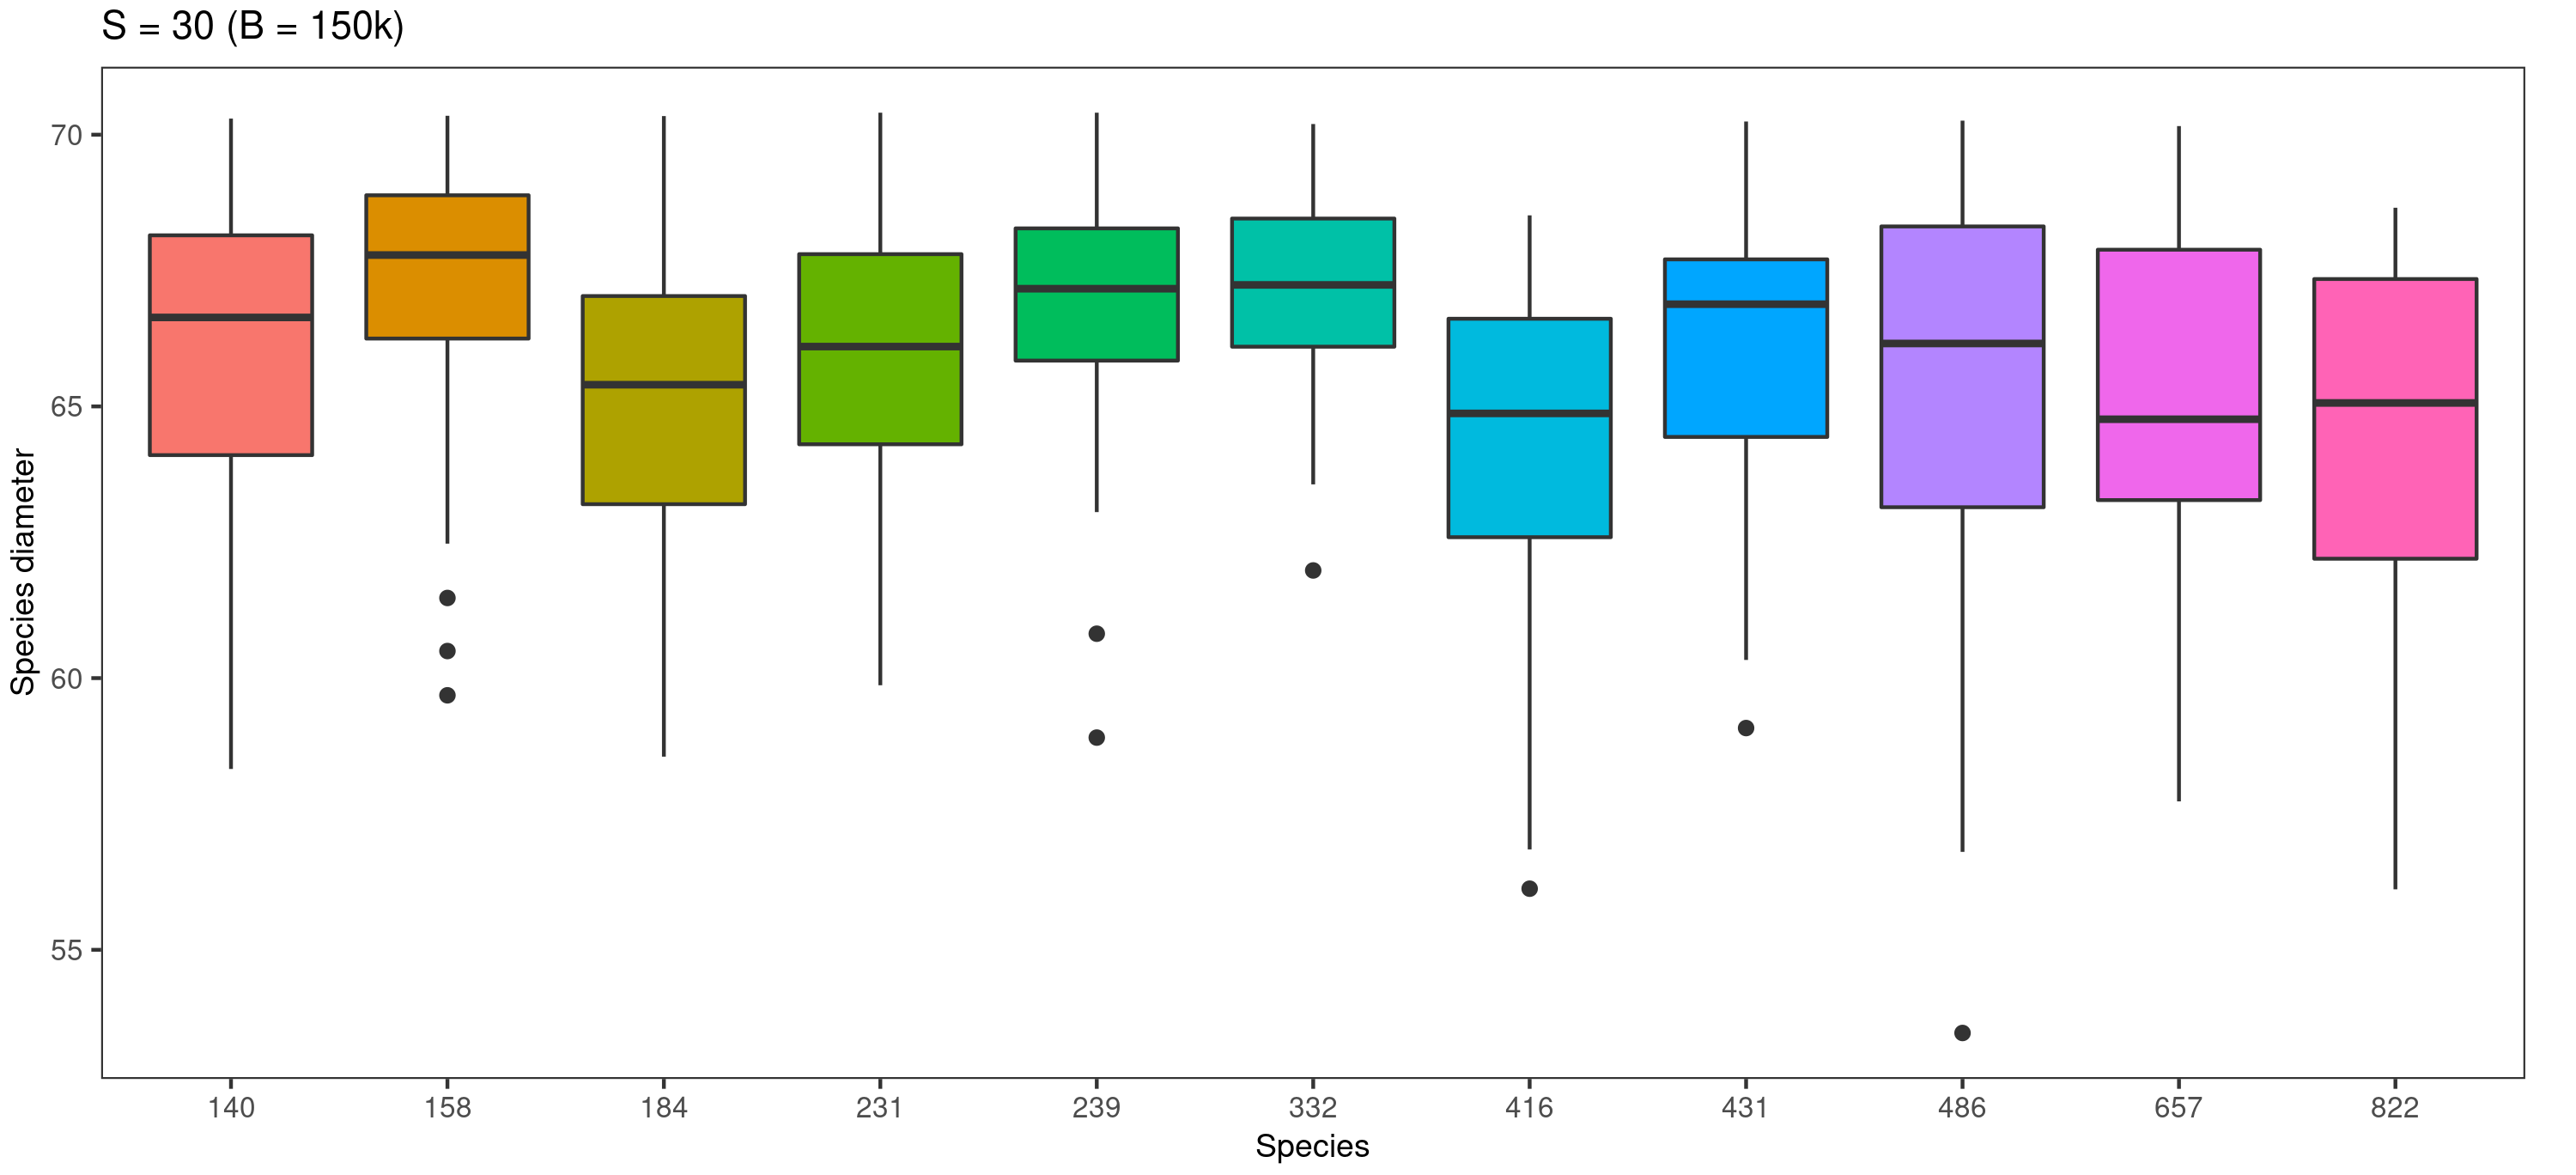 S = 30 (B = 150k)
70
65
60
55
Species diameter
140 158 184 231 239 332 416 431 486 657 822
Species